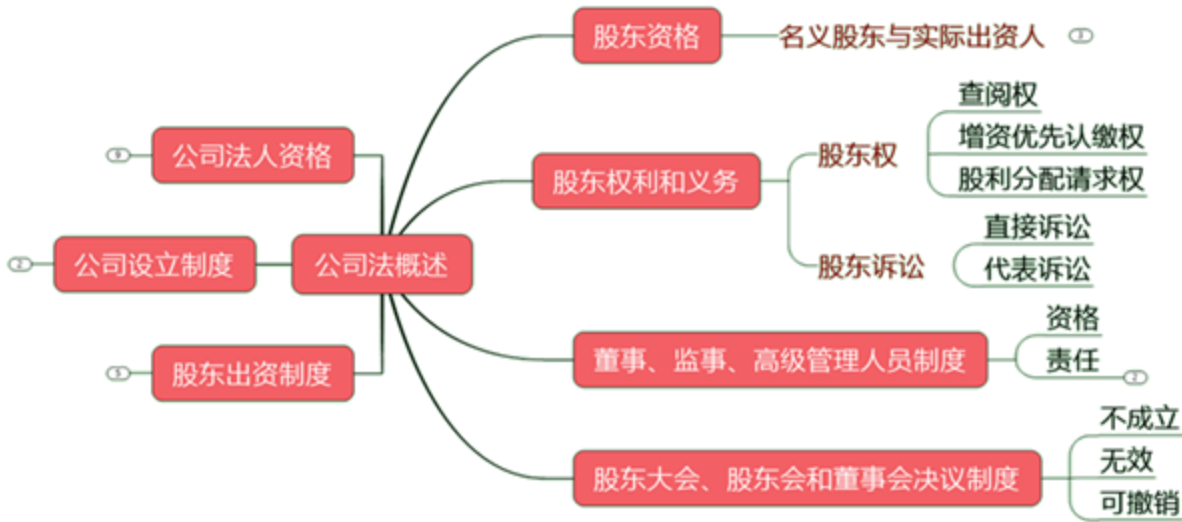 股东资格
名义股东与实际出资人
3
查阅权
增资优先认缴权
股利分配请求权
9
公司法人资格
股东权
股东权利和义务
直接诉讼
代表诉讼
股东诉讼
2
公司设立制度
公司法概述
资格
责任
2
董事、监事、高级管理人员制度
5
股东出资制度
不成立
无效
可撤销
股东大会、股东会和董事会决议制度